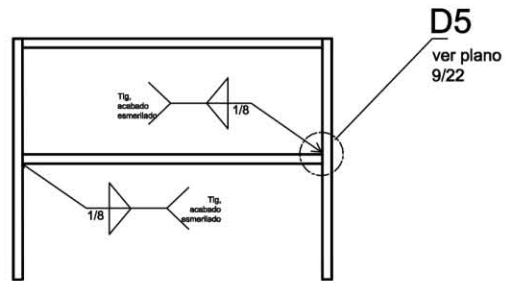 D5
ver plano
9/22
Tig,
acabado
esmerilado
1/8
1/8
Tig,
acabado
esmerilado